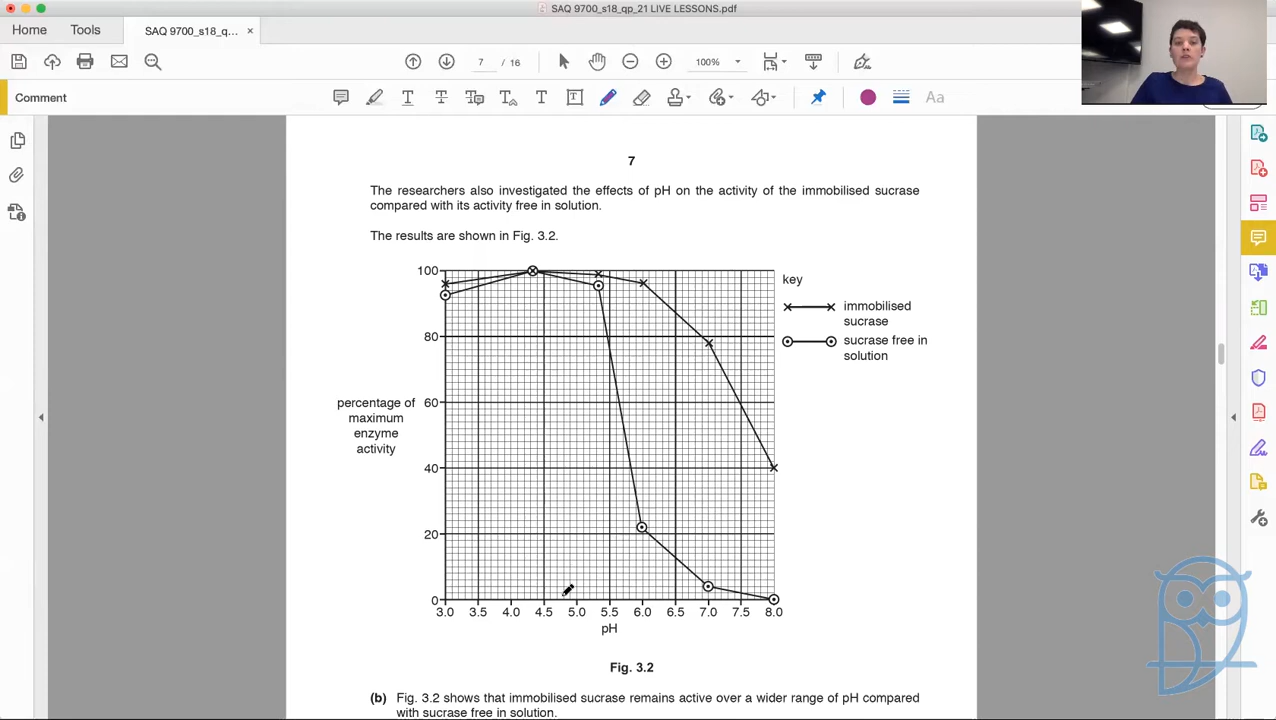 SAQ 9700_s18_qp_21 LIVE LESSONS.pdf
Home
Tools
SAQ 9700_s18_q... ×
7 / 16
100%
Aa
Comment
7
The researchers also investigated the effects of pH on the activity of the immobilised sucrase
compared with its activity free in solution.
The results are shown in Fig. 3.2.
100
80
60
40
20
0
percentage of
maximum
enzyme
activity
key
immobilised
sucrase
sucrase free in
solution
3.0 3.5 4.0 4.5 5.0 5.5 6.0 6.5 7.0 7.5 8.0
pH
Fig. 3.2
(b) Fig. 3.2 shows that immobilised sucrase remains active over a wider range of pH compared
with sucrase free in solution.